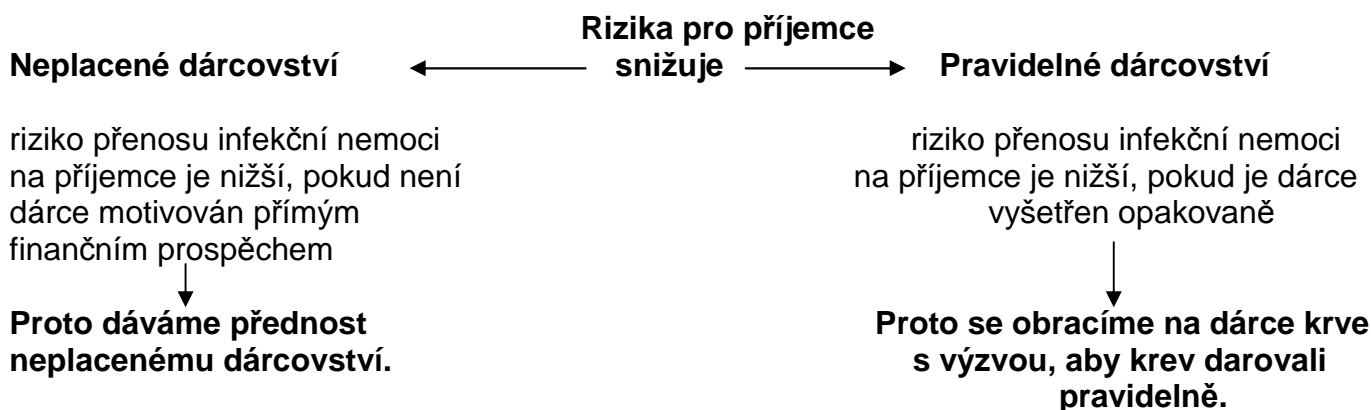 Rizika pro příjemce
Neplacené dárcovství snižuje Pravidelné dárcovství
riziko přenosu infekční nemoci
na příjemce je nižší, pokud není
dárce motivován přímým
finančním prospěchem
Proto dáváme přednost
neplacenému dárcovství.
riziko přenosu infekční nemoci
na příjemce je nižší, pokud je dárce
vyšetřen opakovaně
Proto se obracíme na dárce krve
s výzvou, aby krev darovali
pravidelně.